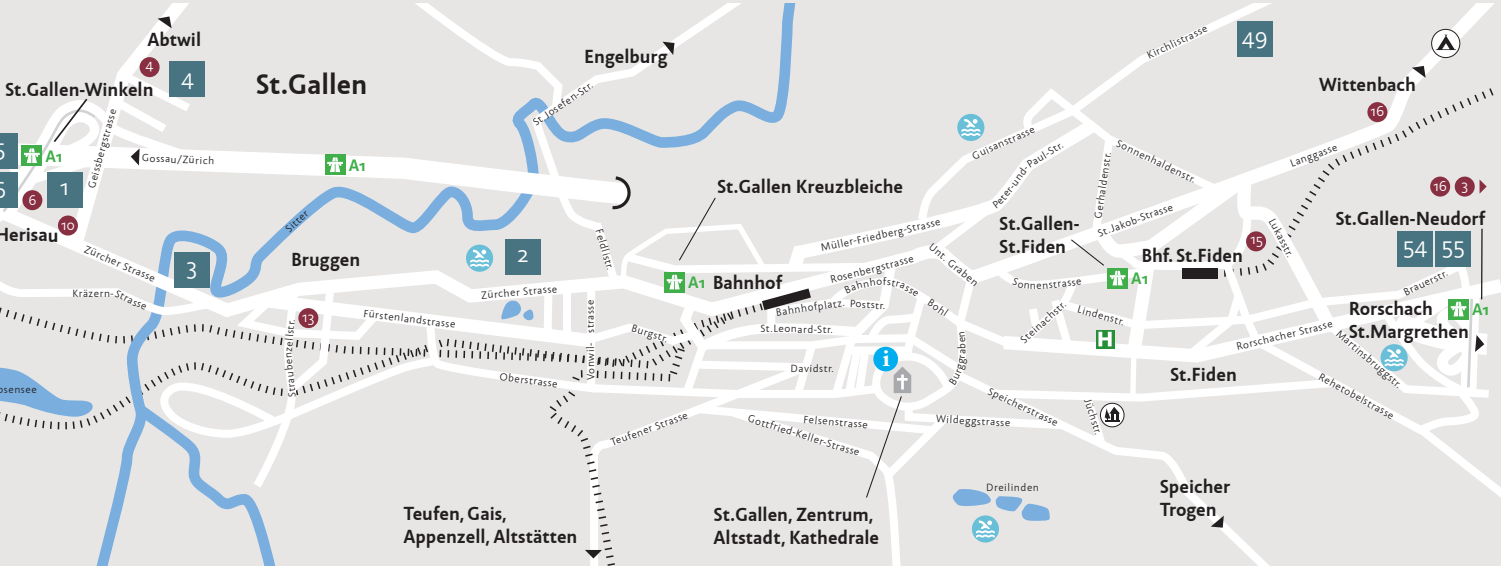 Abtwil
4
4
St.Gallen-Winkeln
St.Gallen
Engelburg
Kirchlistrasse
49
Wittenbach
16
St.Josefen-Str.
Geissbergstrasse
A1
Gossau/Zürich
A1
1
6
10
Herisau
Guisanstrasse
Peter-und-Paul-Str.
Sonnenhaldenstr.
Gerhaldenstr.
Langgasse
16 3
St.Gallen-Neudorf
54 55
St.Gallen Kreuzbleiche
Sitter
Zürcher Strasse
3
Bruggen
2
Feldlistr.
Müller-Friedberg-Strasse
St.Gallen-
St.Fiden
St.Jakob-Strasse
15
Lukasstr.
Bhf. St.Fiden
A1
Kräzern-Strasse
Zürcher Strasse
A1
Bahnhof
Rosenbergstrasse
Unt. Graben
Bahnhofstrasse
Sonnenstrasse
Brauerstr.
13
Fürstenlandstrasse
Vonwil-strasse
Burgstr.
Bahnhofplatz.
Poststr.
Bohl
St.Leonard-Str.
Steinachstr.
Lindenstr.
H
Rorschacher Strasse
Rorschach
A1
St.Margrethen
Martinsbruggstr.
Straubenzellstr.
Oberstrasse
Davidstr.
i
Burggraben
St.Fiden
Rehetobelstrasse
Teufener Strasse
Felsenstrasse
Gottfried-Keller-Strasse
Speicherstrasse
Wildeggstrasse
Jüchstr.
Dreilinden
Speicher
Trogen
Teufen, Gais,
Appenzell, Altstätten
St.Gallen, Zentrum,
Altstadt, Kathedrale